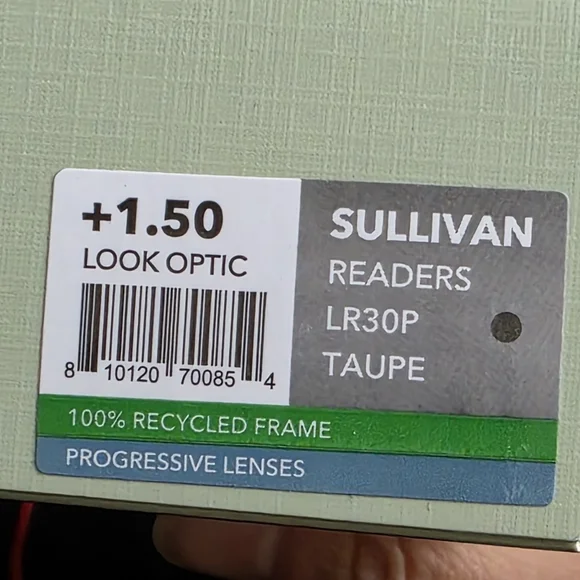 +1.50
LOOK OPTIC
8 10120 70085 4
SULLIVAN
READERS
LR30P
TAUPE
100% RECYCLED FRAME
PROGRESSIVE LENSES